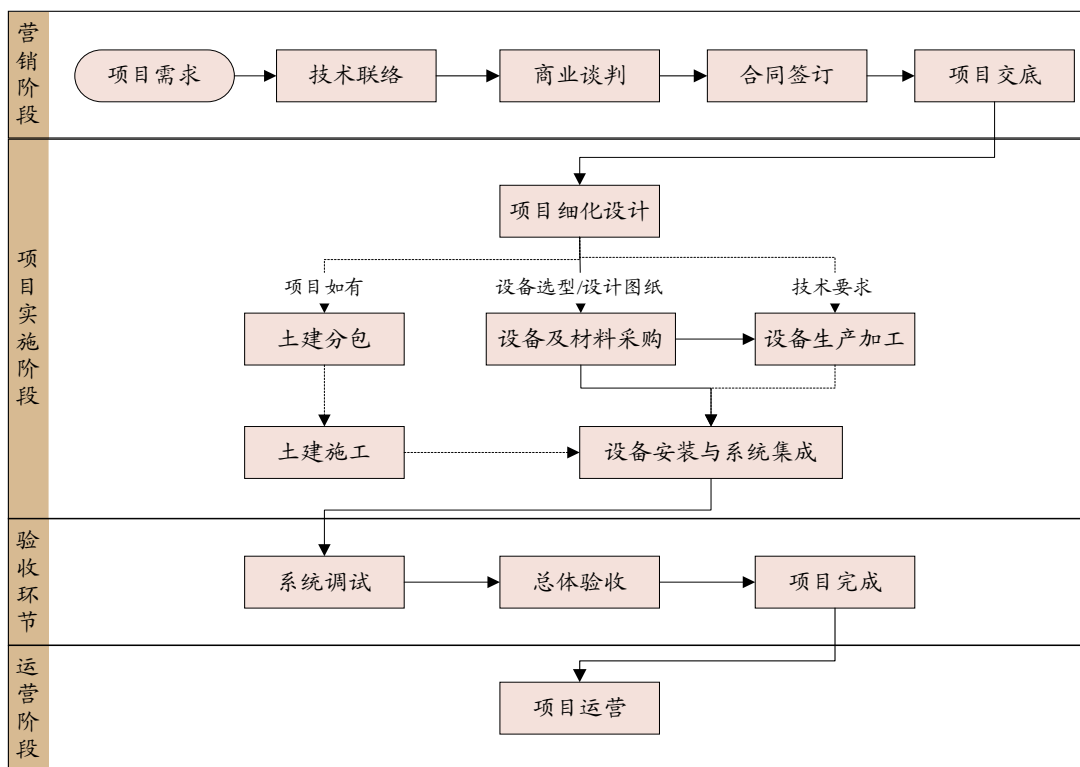 营销阶段
项目需求
技术联络
商业谈判
合同签订
项目交底
项目实施阶段
项目细化设计
项目如有
设备选型/设计图纸
技术要求
土建分包
设备及材料采购
设备生产加工
土建施工
设备安装与系统集成
验收环节
系统调试
总体验收
项目完成
运营阶段
项目运营